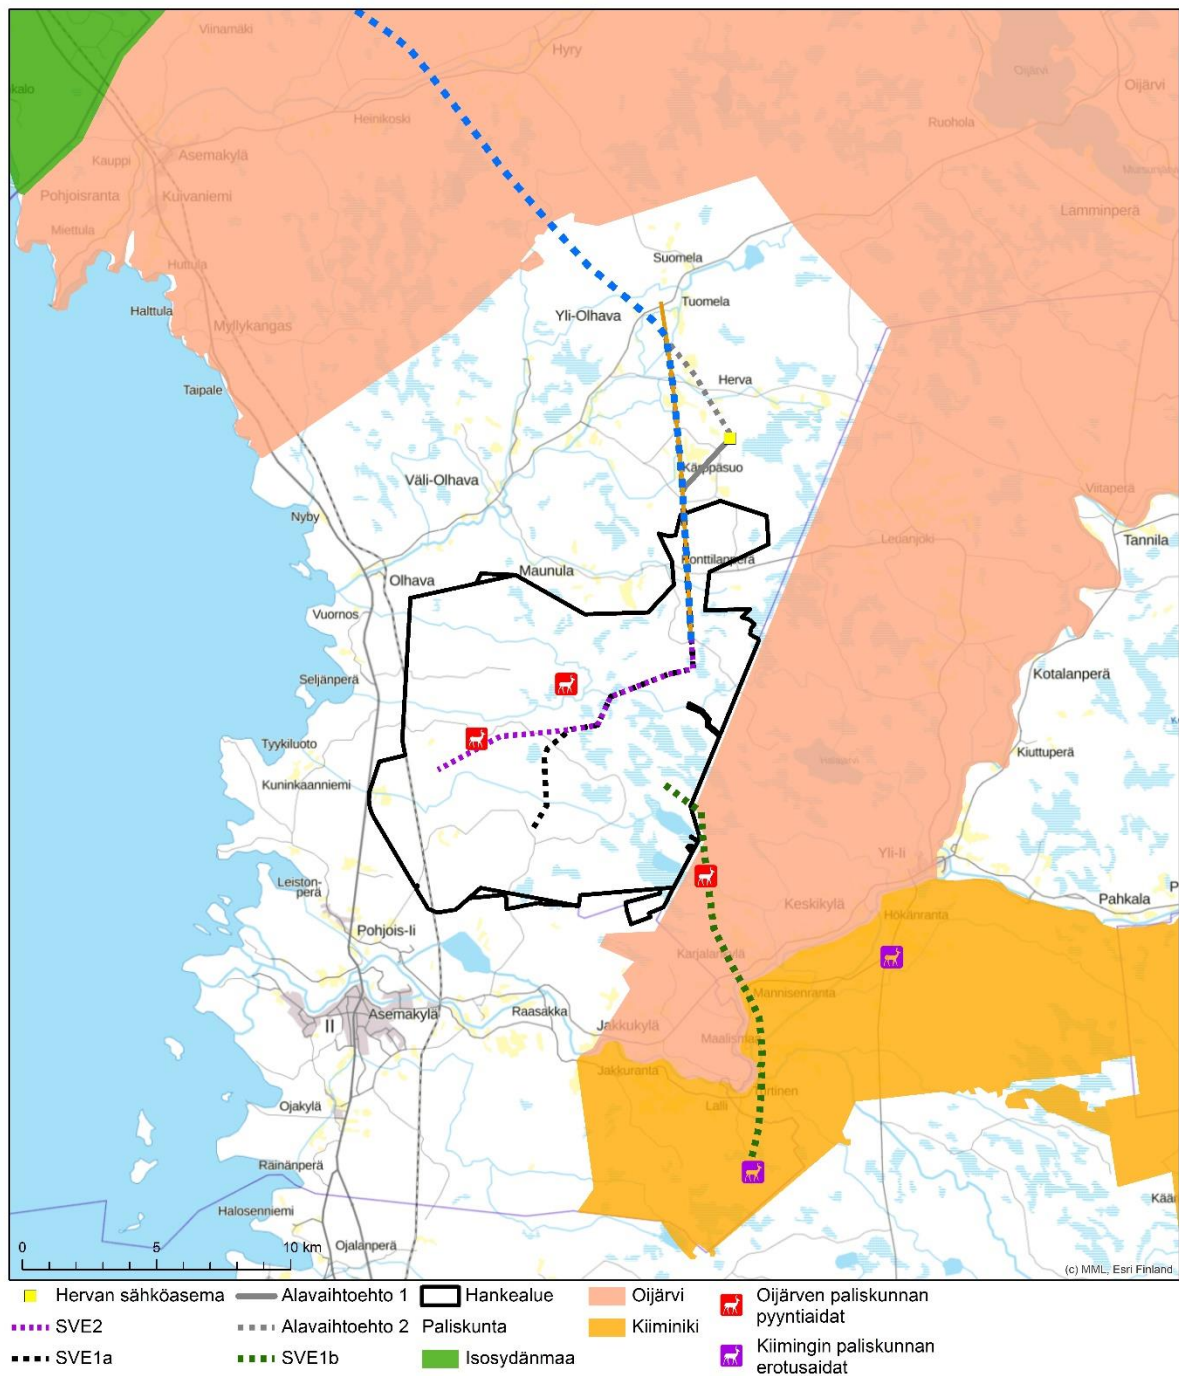 Viinamäki
Hyry
Oijärvi
Oijärvi
kalo
Heinikoski
Ruohola
Kauppi
Asemakylä
Pohjoisranta
Kuivaniemi
Lamminperä
Miettula
Huttula
Suomela
Halttula
Myllykangas
Yli-Olhava
Tuomela
Taipale
Herva
Väli-Olhava
Kärppäsuo
Viitaperä
Nyby
Leuanjoki
Tannila
Olhava
Maunula
3
Vuornos
Seljänperä
Kotalanperä
Tyykiluoto
Kuninkaanniemi
Kiuttuperä
Yli-Ii
Leiston-
perä
Keskikylä
Pahkala
P
Hökänranta
Pohjois-Ii
Karjalankylä
Mannisenranta
Asemakylä
Raasakka
II
Jakkukylä
Jakkuranta
Ojakylä
Lalli
Räinänperä
Halosenniemi
Ojalanperä
0 5 10 km
(c) MML, Esri Finland
Hervan sähköasema
Alavaihtoehto 1
Hankealue
Oijärvi
Oijärven paliskunnan
pyyntiaidat
SVE2
Alavaihtoehto 2
Paliskunta
Kiiminki
SVE1a
SVE1b
Isosydänmaa
Kiimingin paliskunnan
erotusaidat